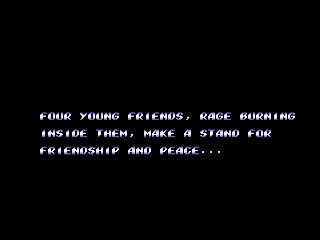 FOUR YOUNG FRIENDS, RAGE BURNING
INSIDE THEM, MAKE A STAND FOR
FRIENDSHIP AND PEACE...